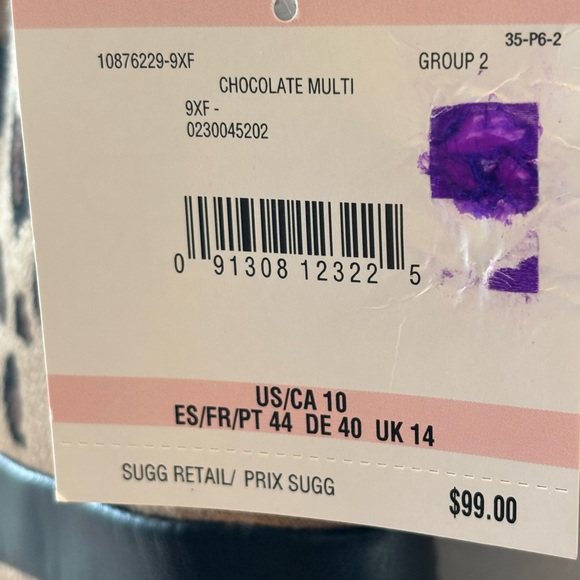 35-P6-2
10876229-9XF GROUP 2
CHOCOLATE MULTI
9XF -
0230045202
0 91308 12322 5
US/CA 10
ES/FR/PT 44 DE 40 UK 14
SUGG RETAIL/ PRIX SUGG
$99.00